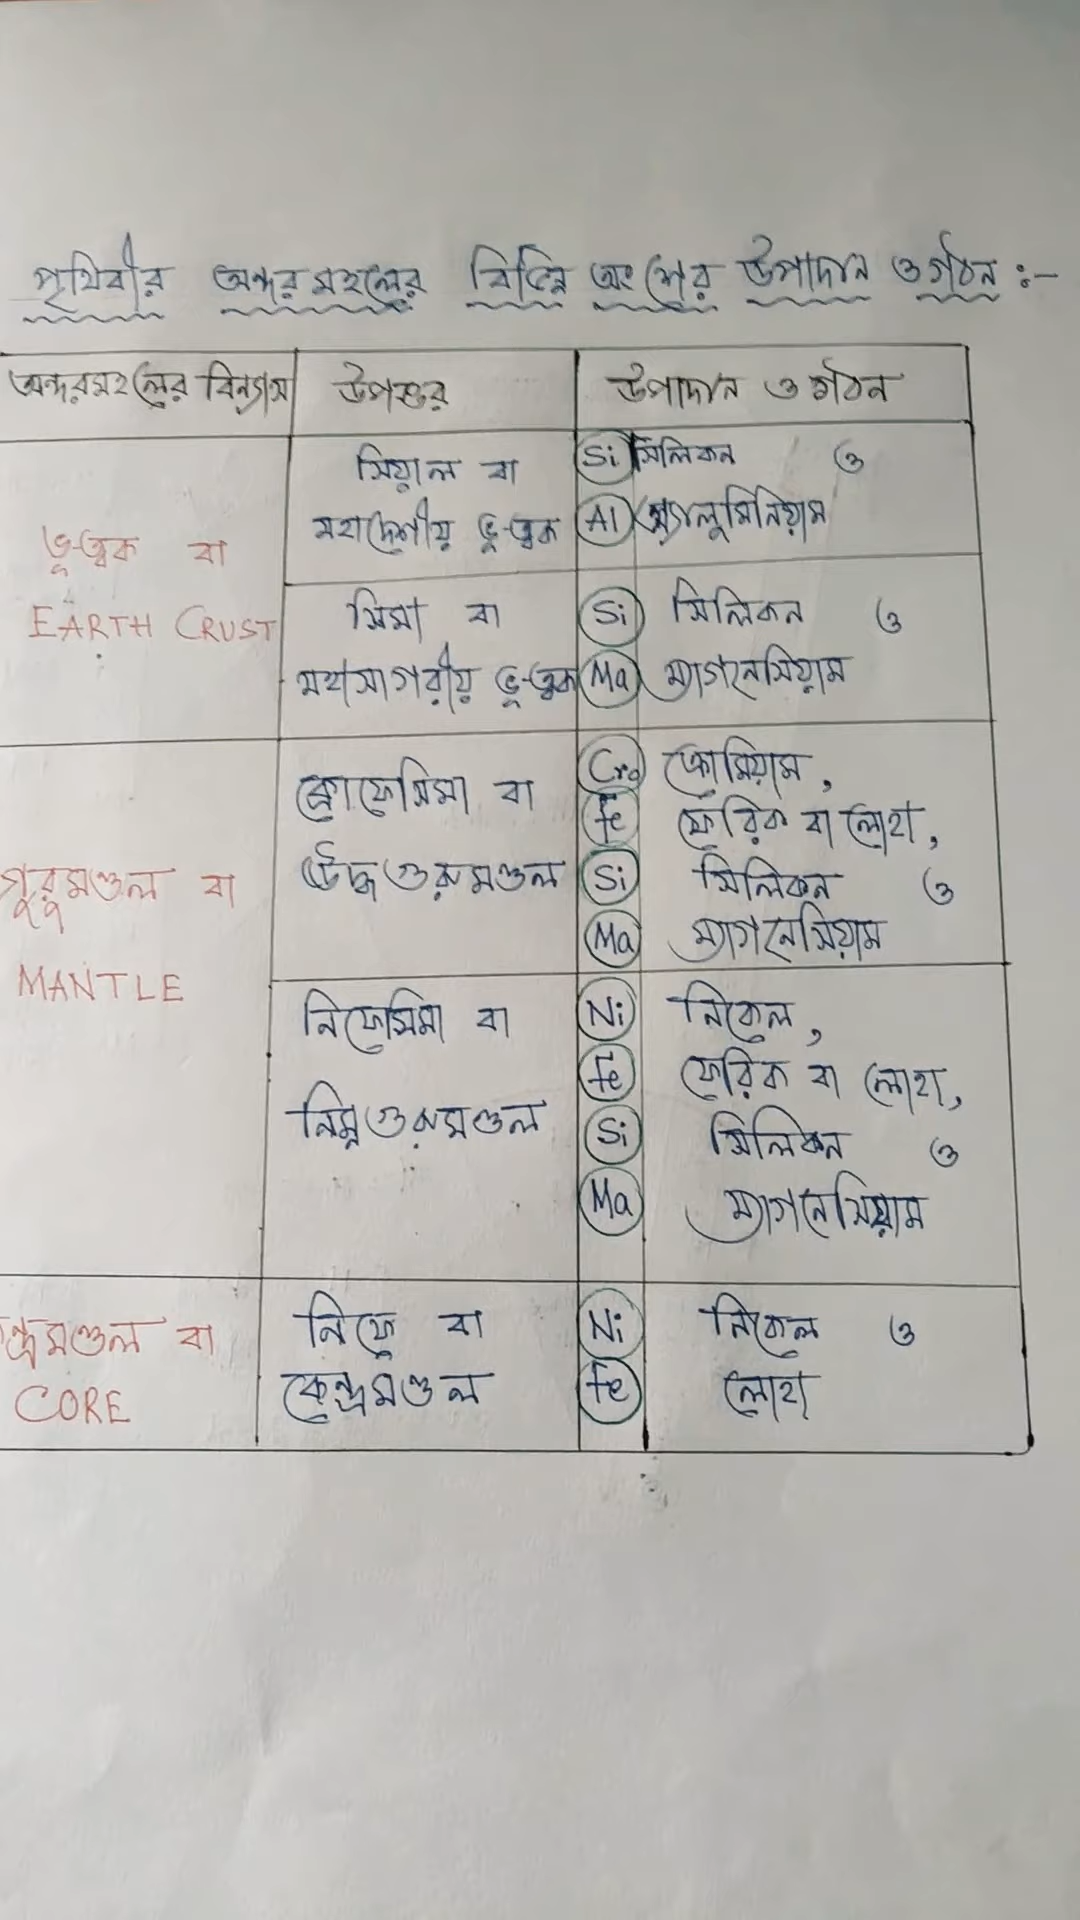 পৃথিবীর অন্দরমহলের বিভিন্ন অংশের উপাদান ও গঠন :-
অন্দরমহলের বিন্যাস উপস্তর উপাদান ও গঠন
ভূ-ত্বক বা
EARTH CRUST
সিয়াল বা
মহাদেশীয় ভূ-ত্বক
Si সিলিকন ও
Al অ্যালুমিনিয়াম
সিমা বা
মহাসাগরীয় ভূ-ত্বক
Si সিলিকন ও
Ma ম্যাগনেসিয়াম
গুরুমণ্ডল বা
MANTLE
ক্রোফেসিমা বা
উর্দ্ধ গুরুমণ্ডল
Cro ক্রোমিয়াম,
Fe ফেরিক বা লোহা,
Si সিলিকন ও
Ma ম্যাগনেসিয়াম
নিফেসিমা বা
নিম্ন গুরুমণ্ডল
Ni নিকেল,
Fe ফেরিক বা লোহা,
Si সিলিকন ও
Ma ম্যাগনেসিয়াম
ন্দ্রমণ্ডল বা
CORE
নিফে বা
কেন্দ্রমণ্ডল
Ni নিকেল ও
Fe লোহা